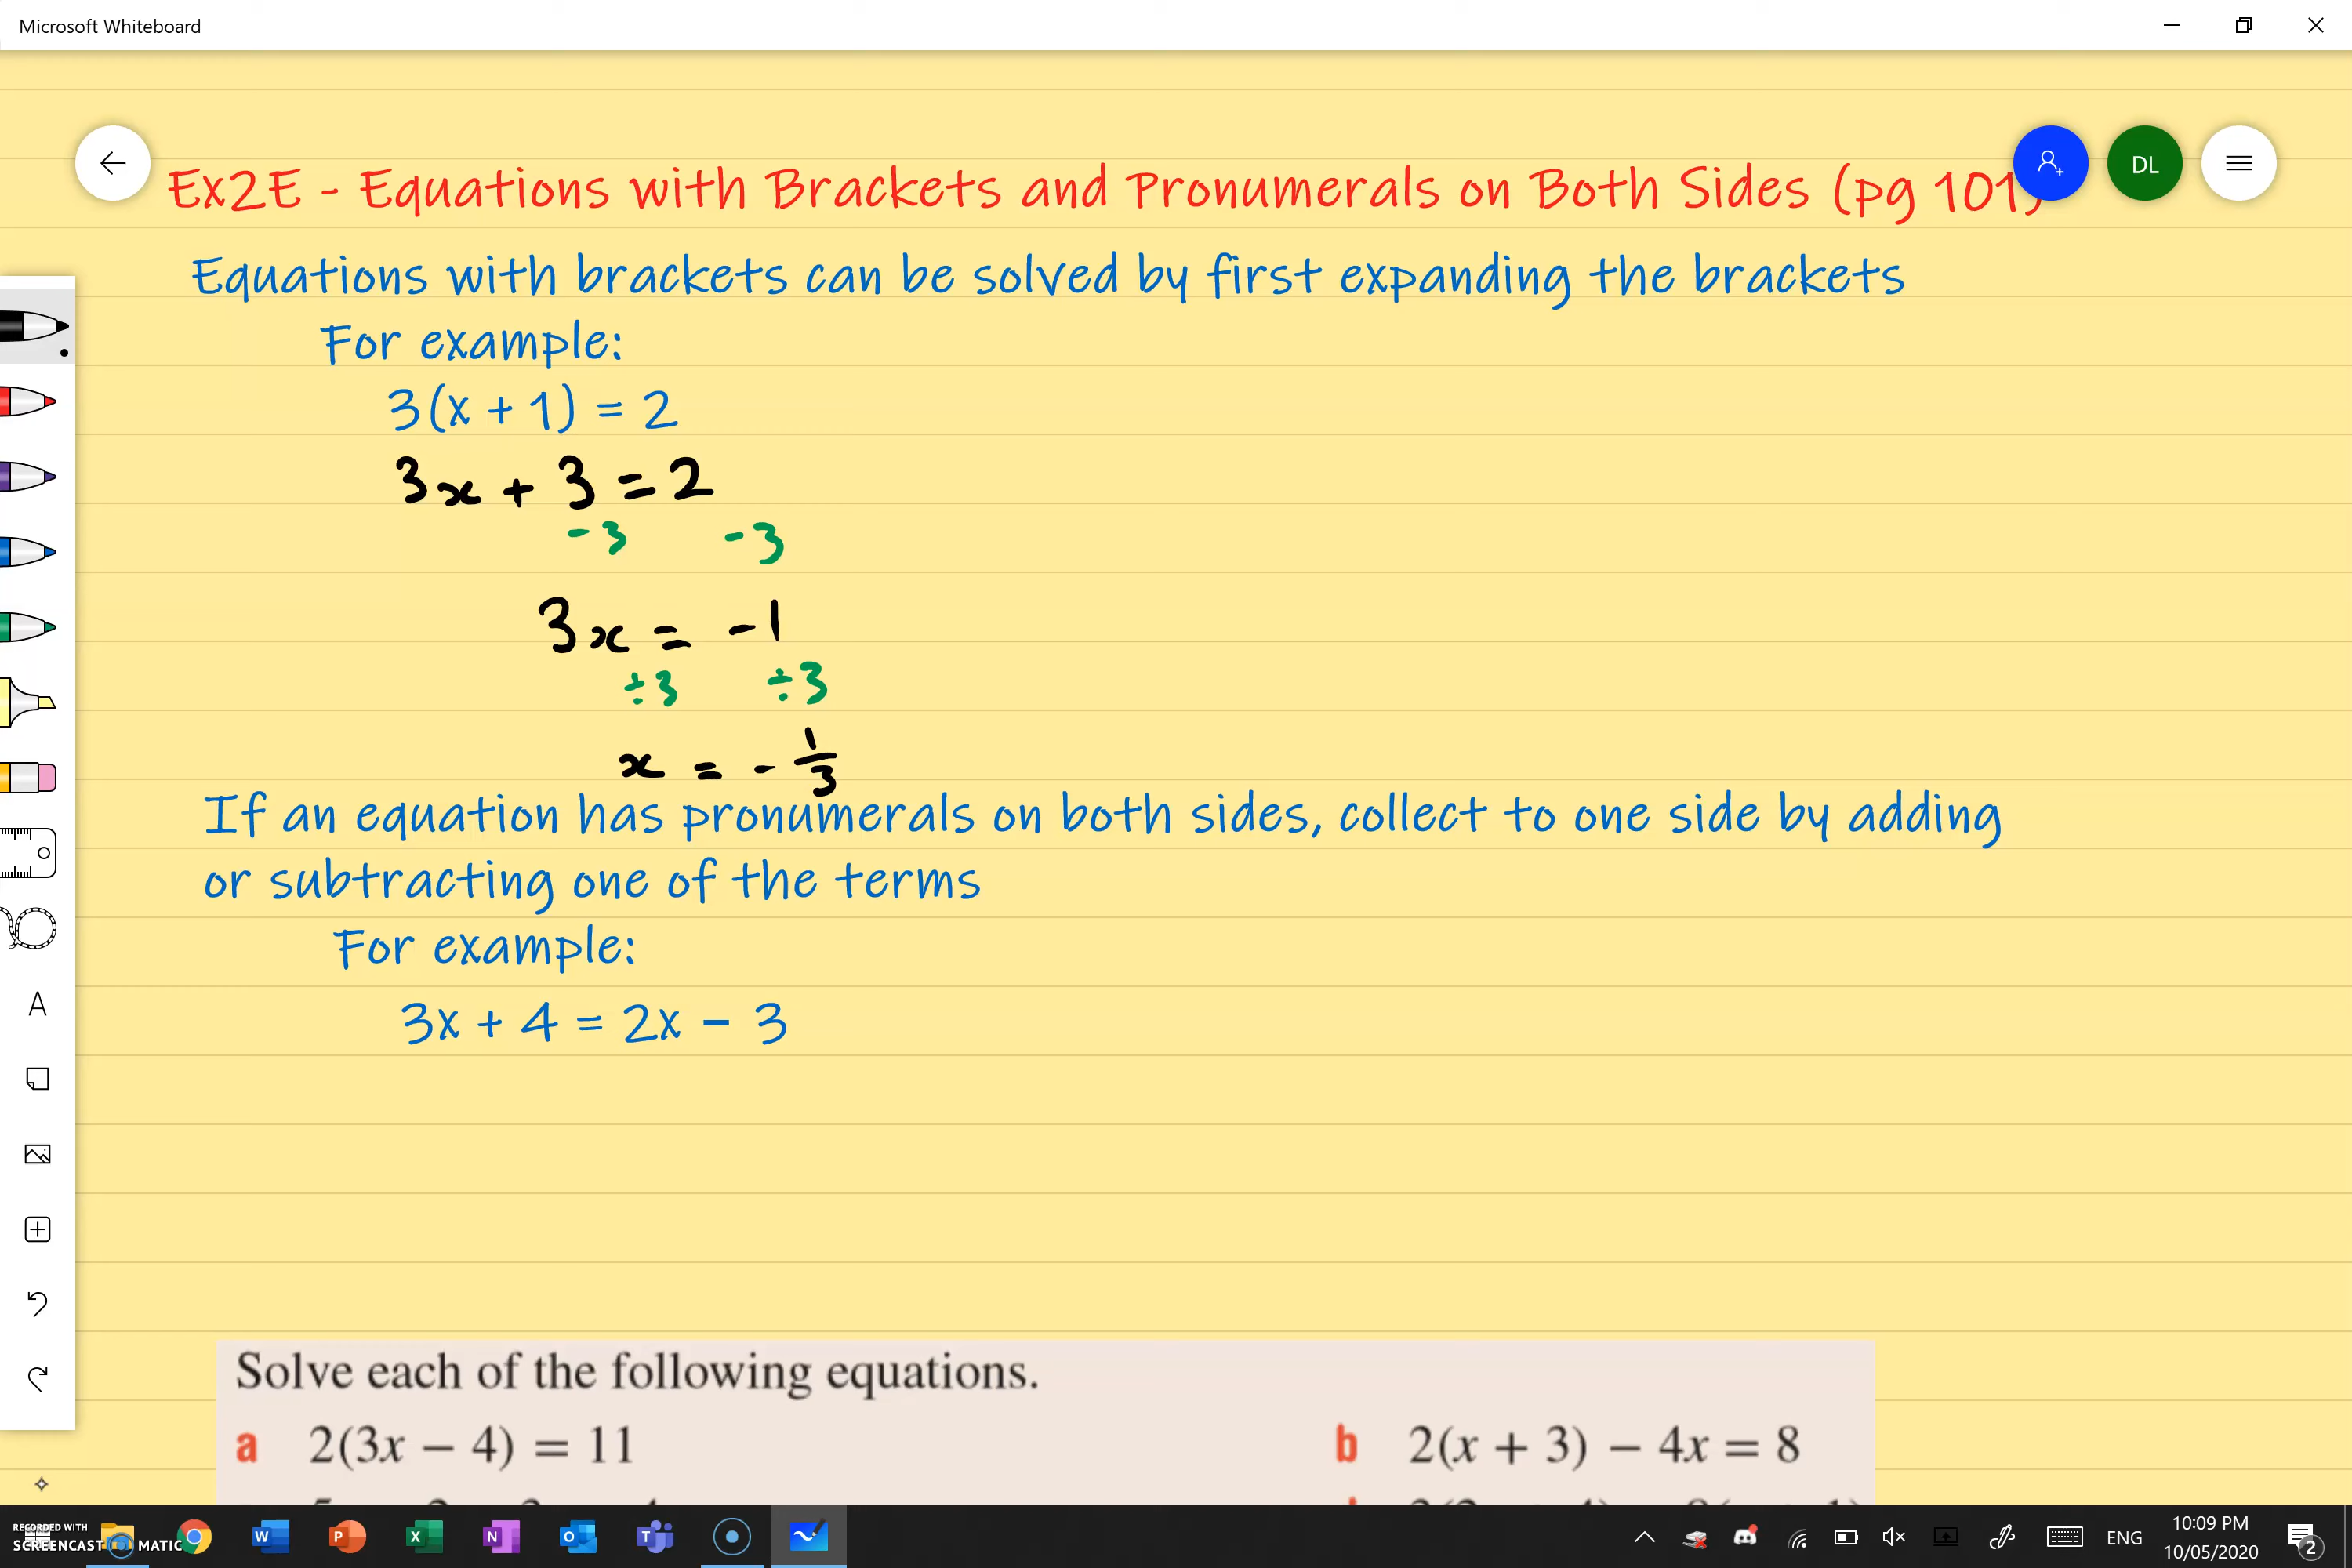 Microsoft Whiteboard
Ex2E - Equations with Brackets and Pronumerals on Both Sides (pg 101)
DL
Equations with brackets can be solved by first expanding the brackets
For example:
3(x + 1) = 2
3x + 3 = 2
-3 -3
3x = -1
÷3 ÷3
x = - 1/3
If an equation has pronumerals on both sides, collect to one side by adding
or subtracting one of the terms
For example:
3x + 4 = 2x - 3
A
Solve each of the following equations.
a 2(3x − 4) = 11
b 2(x + 3) − 4x = 8
RECORDED WITH
SCREENCAST MATIC
W P X N O T
ENG
10:09 PM
10/05/2020
2